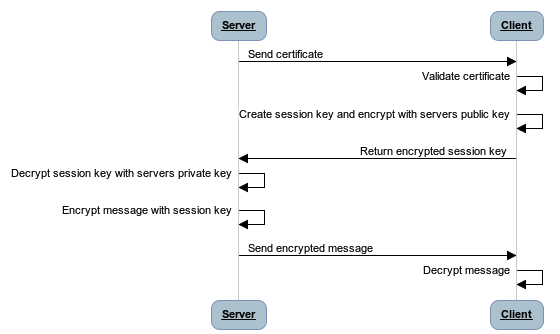 Server
Client
Send certificate
Validate certificate
Create session key and encrypt with servers public key
Return encrypted session key
Decrypt session key with servers private key
Encrypt message with session key
Send encrypted message
Decrypt message
Server
Client